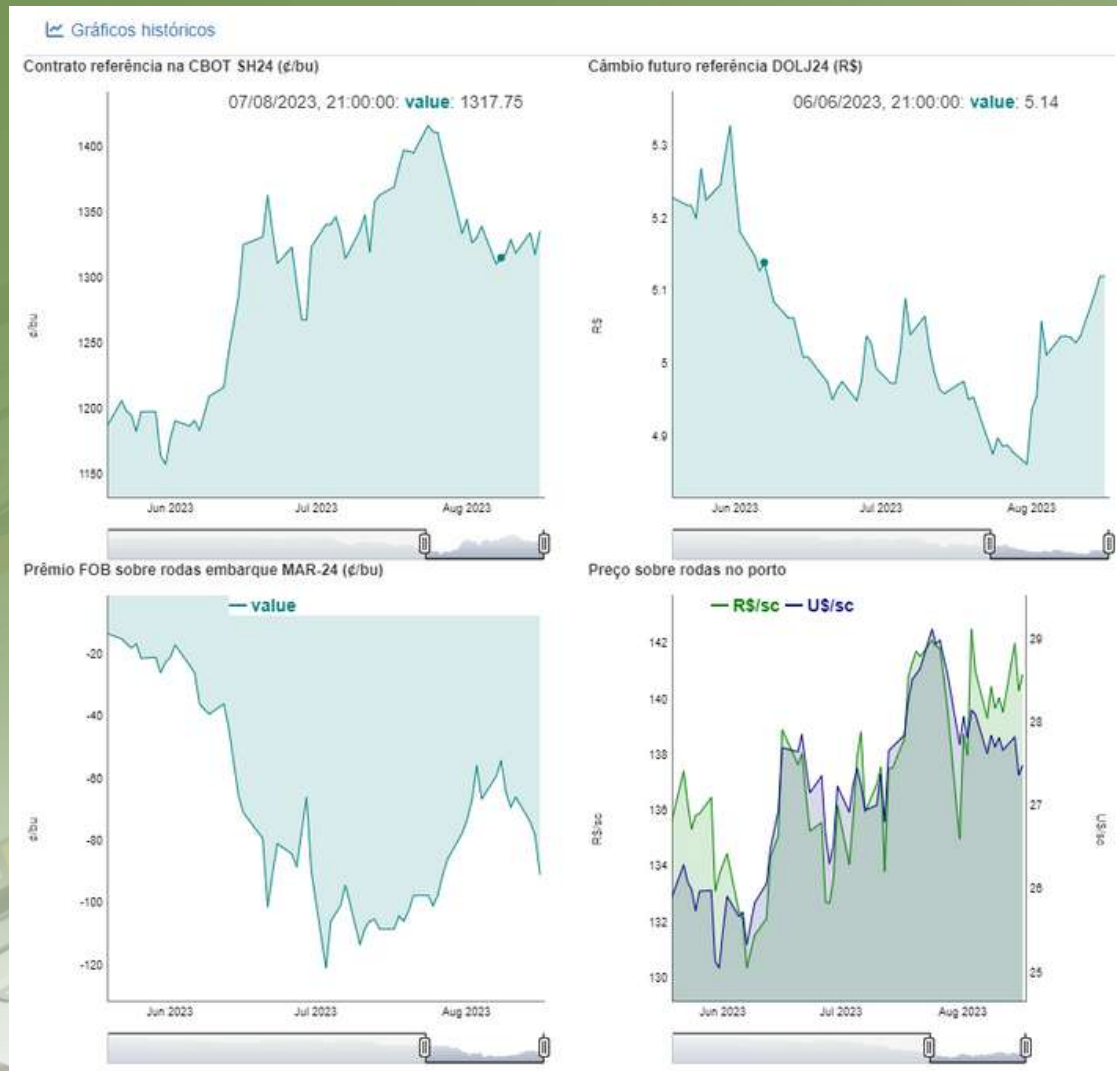 Gráficos históricos
Contrato referência na CBOT SH24 (¢/bu)
07/08/2023, 21:00:00: value: 1317.75
1400
1350
1300
1250
1200
1150
¢/bu
Jun 2023
Jul 2023
Aug 2023
Câmbio futuro referência DOLJ24 (R$)
06/06/2023, 21:00:00: value: 5.14
5.3
5.2
5.1
5
4.9
R$
Jun 2023
Jul 2023
Aug 2023
Prêmio FOB sobre rodas embarque MAR-24 (¢/bu)
value
-20
-40
-60
-80
-100
-120
¢/bu
Jun 2023
Jul 2023
Aug 2023
Preço sobre rodas no porto
R$/sc U$/sc
142
140
138
136
134
132
130
R$/sc
29
28
27
26
25
U$/sc
Jun 2023
Jul 2023
Aug 2023